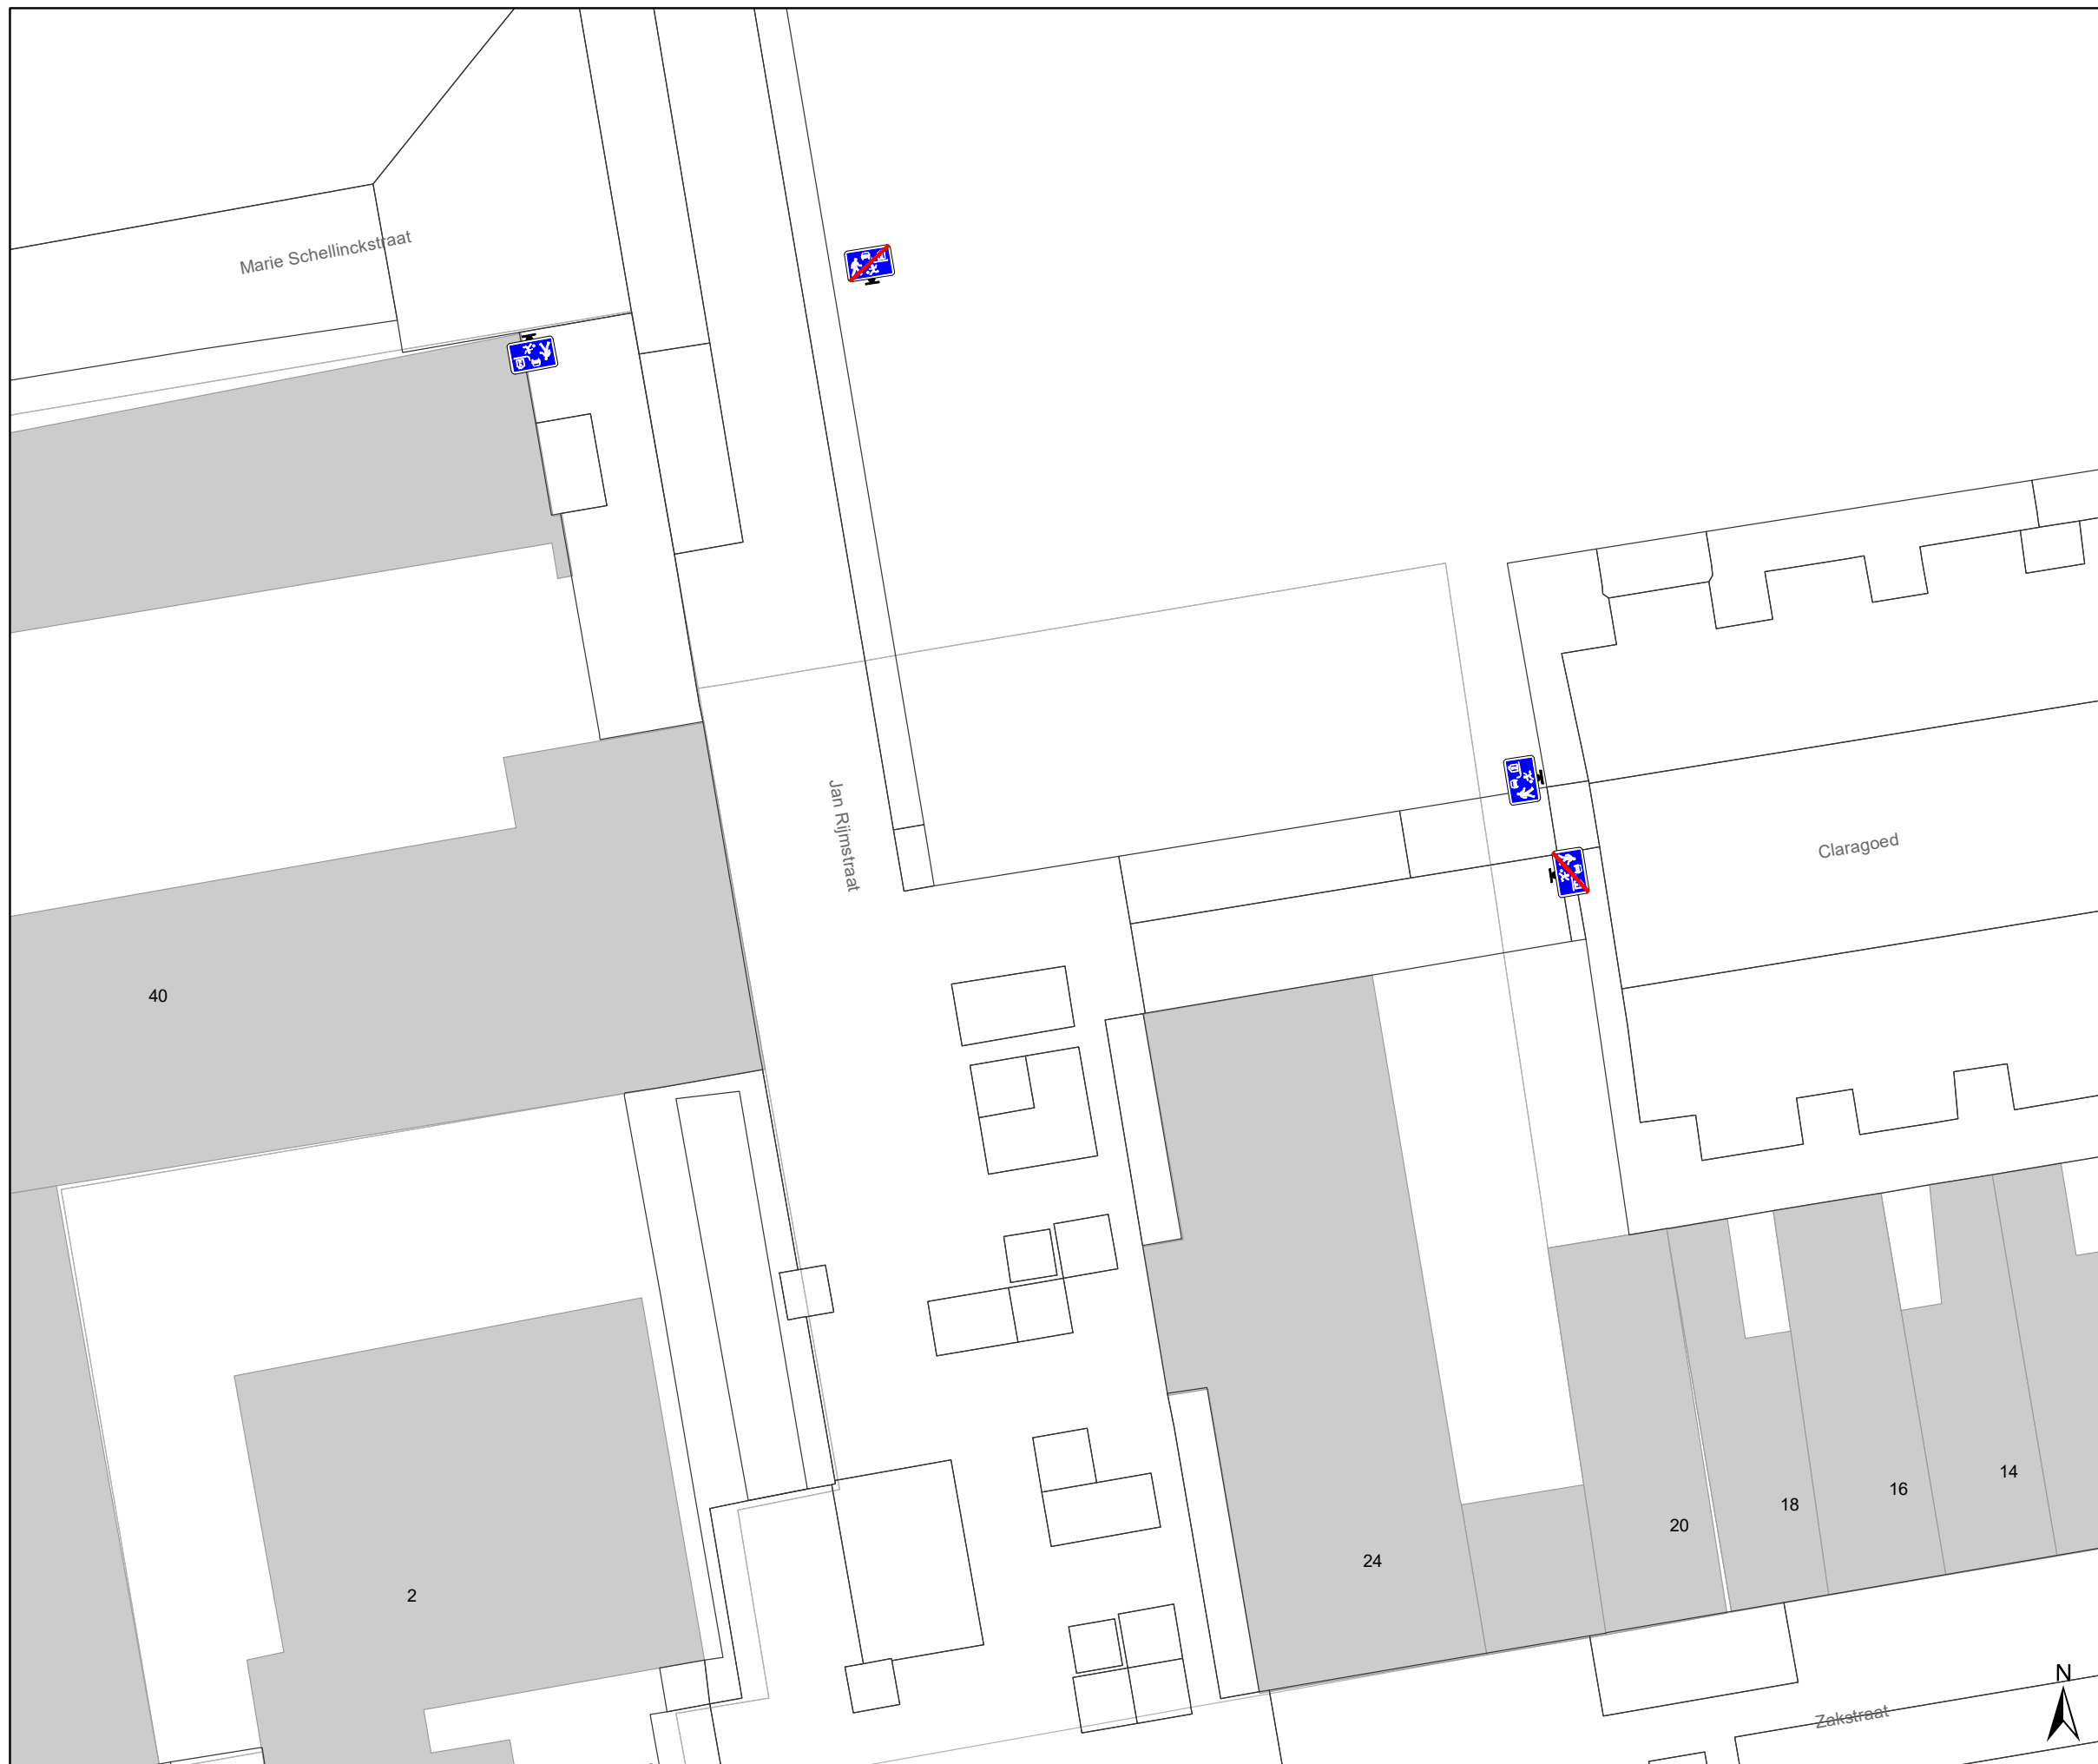 Marie Schellinckstraat
Jan Rijmstraat
Claragoed
40
14
16
18
20
24
2
N
Zakstraat